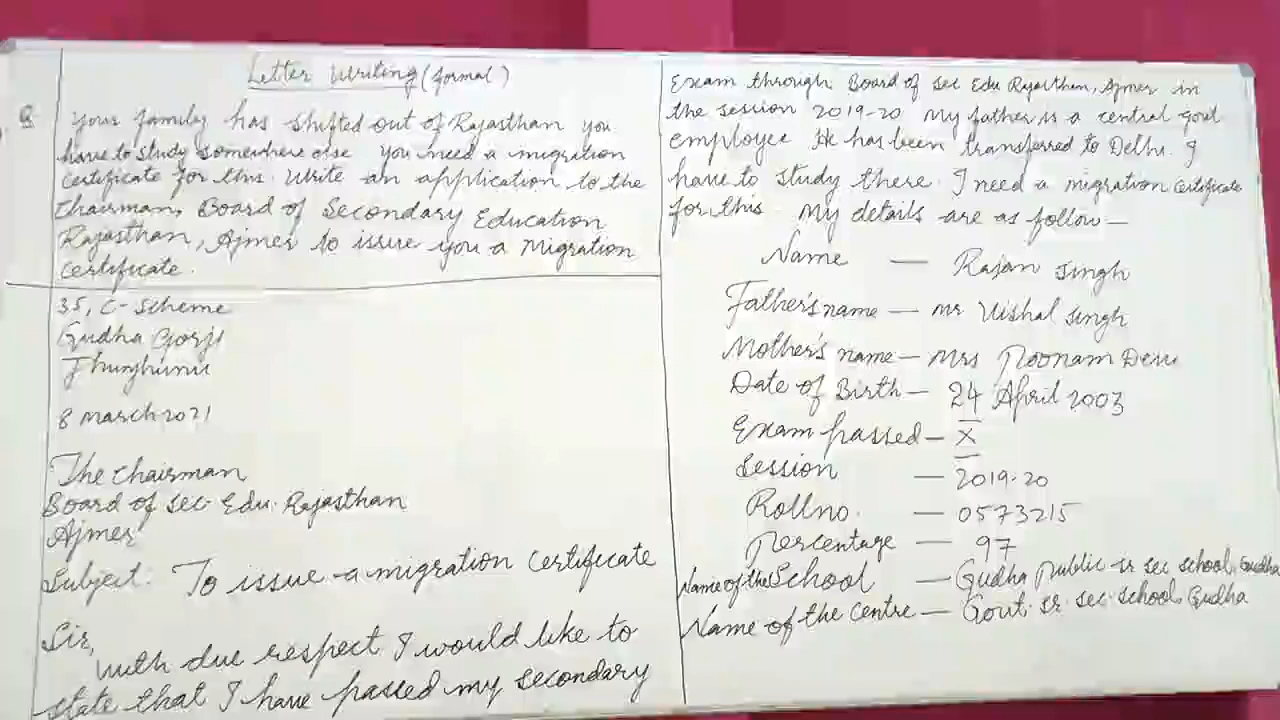 Letter Writing (formal)
Q. Your family has shifted out of Rajasthan you
have to study somewhere else you need a migration
certificate for this. Write an application to the
Chairman, Board of Secondary Education
Rajasthan, Ajmer to issue you a Migration
certificate.
35, C-Scheme
Gudha Gorji
Jhunjhunu
8 March 2021
The Chairman
Board of Sec. Edu. Rajasthan
Ajmer
Subject: To issue a migration certificate
Sir,
with due respect I would like to
state that I have passed my secondary
Exam through Board of Sec Edu Rajasthan, Ajmer in
the session 2019-20 My father is a central govt
employee He has been transferred to Delhi. I
have to study there. I need a migration certificate
for this. My details are as follow—
Name — Rajan Singh
Father's name — Mr Vishal Singh
Mother's name — Mrs Poonam Devi
Date of Birth — 24 April 2003
Exam passed — X
Session — 2019-20
Roll no. — 0573215
Percentage — 97
Name of the School — Gudha public sr sec school, Gudha
Name of the Centre — Govt. sr. sec. school, Gudha